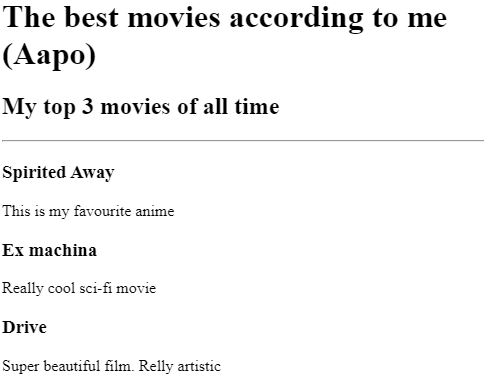 The best movies according to me
(Aapo)
My top 3 movies of all time
Spirited Away
This is my favourite anime
Ex machina
Really cool sci-fi movie
Drive
Super beautiful film. Relly artistic